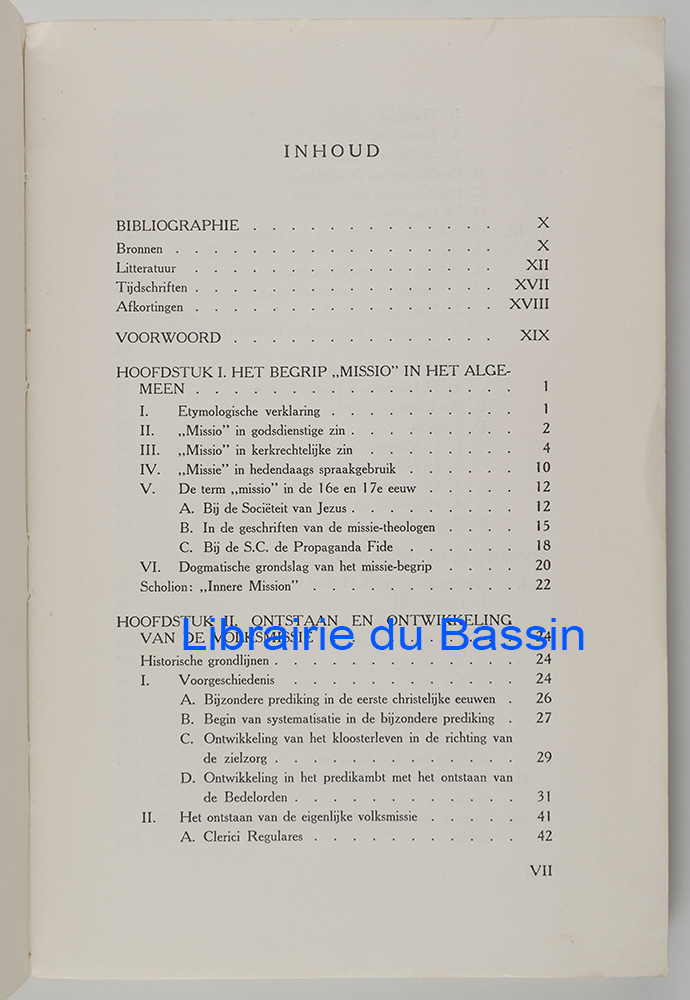 INHOUD
BIBLIOGRAPHIE . . . . . . . . . . . . . X
Bronnen . . . . . . . . . . . . . . . . . X
Litteratuur . . . . . . . . . . . . . . . . XII
Tijdschriften . . . . . . . . . . . . . . . . XVII
Afkortingen . . . . . . . . . . . . . . . . XVIII
VOORWOORD . . . . . . . . . . . . . . XIX
HOOFDSTUK I. HET BEGRIP „MISSIO" IN HET ALGE-
MEEN . . . . . . . . . . . . . . . . . 1
I. Etymologische verklaring . . . . . . . . . . 1
II. „Missio" in godsdienstige zin . . . . . . . . . 2
III. „Missio" in kerkrechtelijke zin . . . . . . . . 4
IV. „Missie" in hedendaags spraakgebruik . . . . . . 10
V. De term „missio" in de 16e en 17e eeuw . . . . . 12
A. Bij de Sociëteit van Jezus . . . . . . . . . 12
B. In de geschriften van de missie-theologen . . . . 15
C. Bij de S.C. de Propaganda Fide . . . . . . 18
VI. Dogmatische grondslag van het missie-begrip . . . . 20
Scholion: „Innere Mission" . . . . . . . . . . . 22
HOOFDSTUK II. ONTSTAAN EN ONTWIKKELING
VAN DE VOLKSMISSIE . . . . . . . . . . 24
Librairie du Bassin
Historische grondlijnen . . . . . . . . . . . . . 24
I. Voorgeschiedenis . . . . . . . . . . . . 24
A. Bijzondere prediking in de eerste christelijke eeuwen . 26
B. Begin van systematisatie in de bijzondere prediking . 27
C. Ontwikkeling van het kloosterleven in de richting van
de zielzorg . . . . . . . . . . . . . 29
D. Ontwikkeling in het predikambt met het ontstaan van
de Bedelorden . . . . . . . . . . . . 31
II. Het ontstaan van de eigenlijke volksmissie . . . . . 41
A. Clerici Regulares . . . . . . . . . . . 42
VII